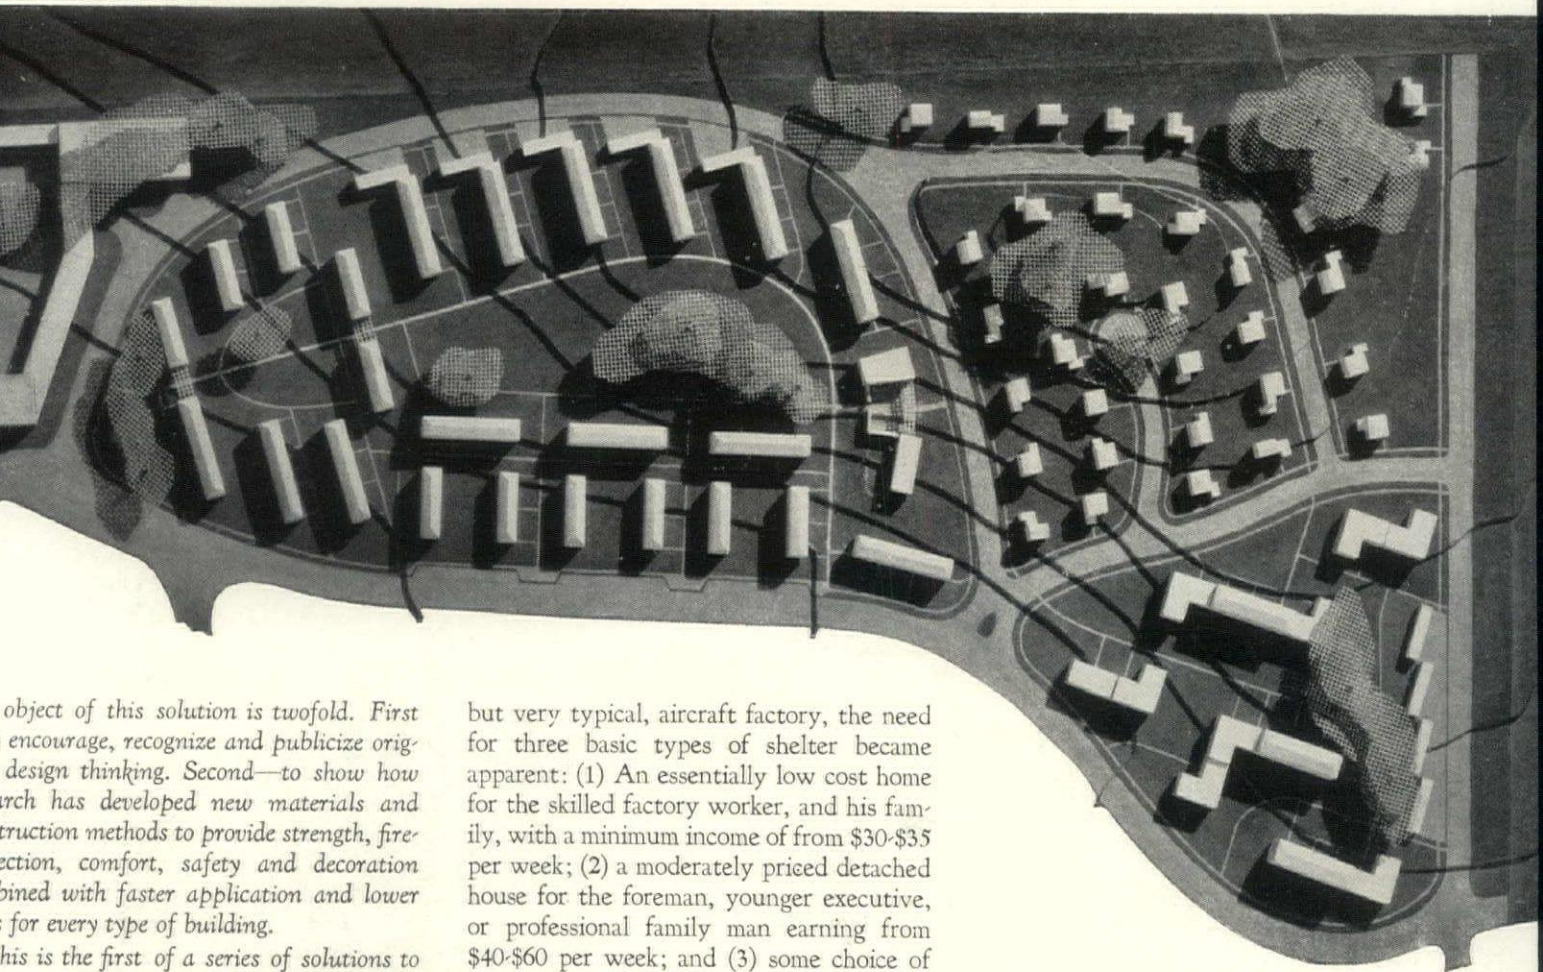 object of this solution is twofold. First
encourage, recognize and publicize orig-
design thinking. Second—to show how
arch has developed new materials and
truction methods to provide strength, fire-
ection, comfort, safety and decoration
bined with faster application and lower
s for every type of building.
his is the first of a series of solutions to
but very typical, aircraft factory, the need
for three basic types of shelter became
apparent: (1) An essentially low cost home
for the skilled factory worker, and his fam-
ily, with a minimum income of from $30-$35
per week; (2) a moderately priced detached
house for the foreman, younger executive,
or professional family man earning from
$40-$60 per week; and (3) some choice of